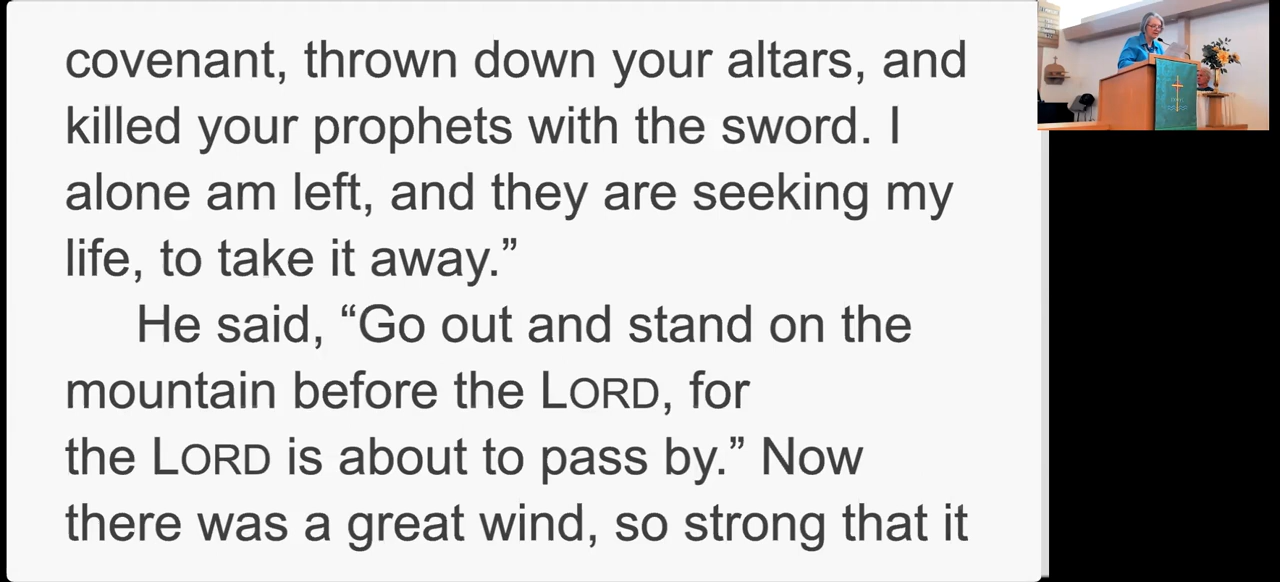 covenant, thrown down your altars, and
killed your prophets with the sword. I
alone am left, and they are seeking my
life, to take it away.”
He said, “Go out and stand on the
mountain before the LORD, for
the LORD is about to pass by.” Now
there was a great wind, so strong that it